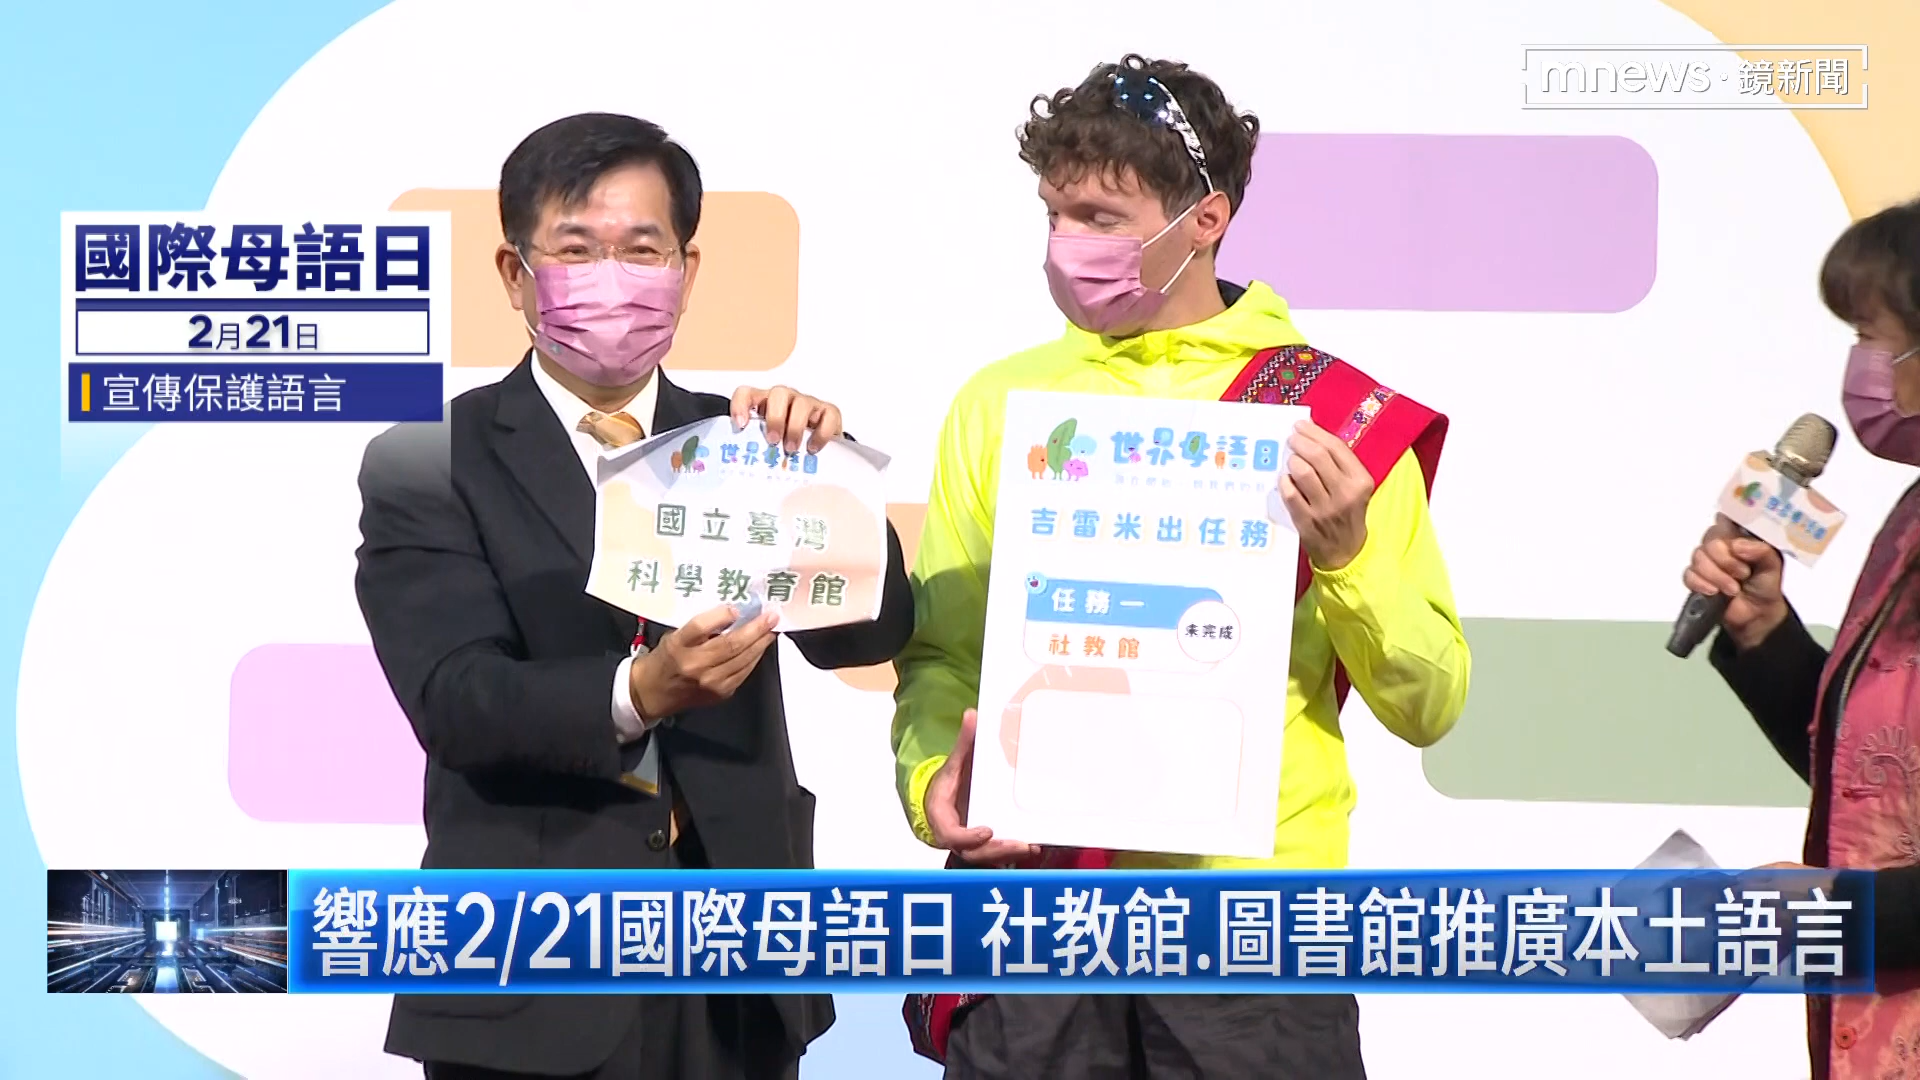 mnews·鏡新聞
國際母語日
2月21日
宣傳保護語言
世界母語日
國立臺灣
科學教育館
世界母語日
吉雷米出任務
任務一
社教館
未完成
響應2/21國際母語日 社教館.圖書館推廣本土語言